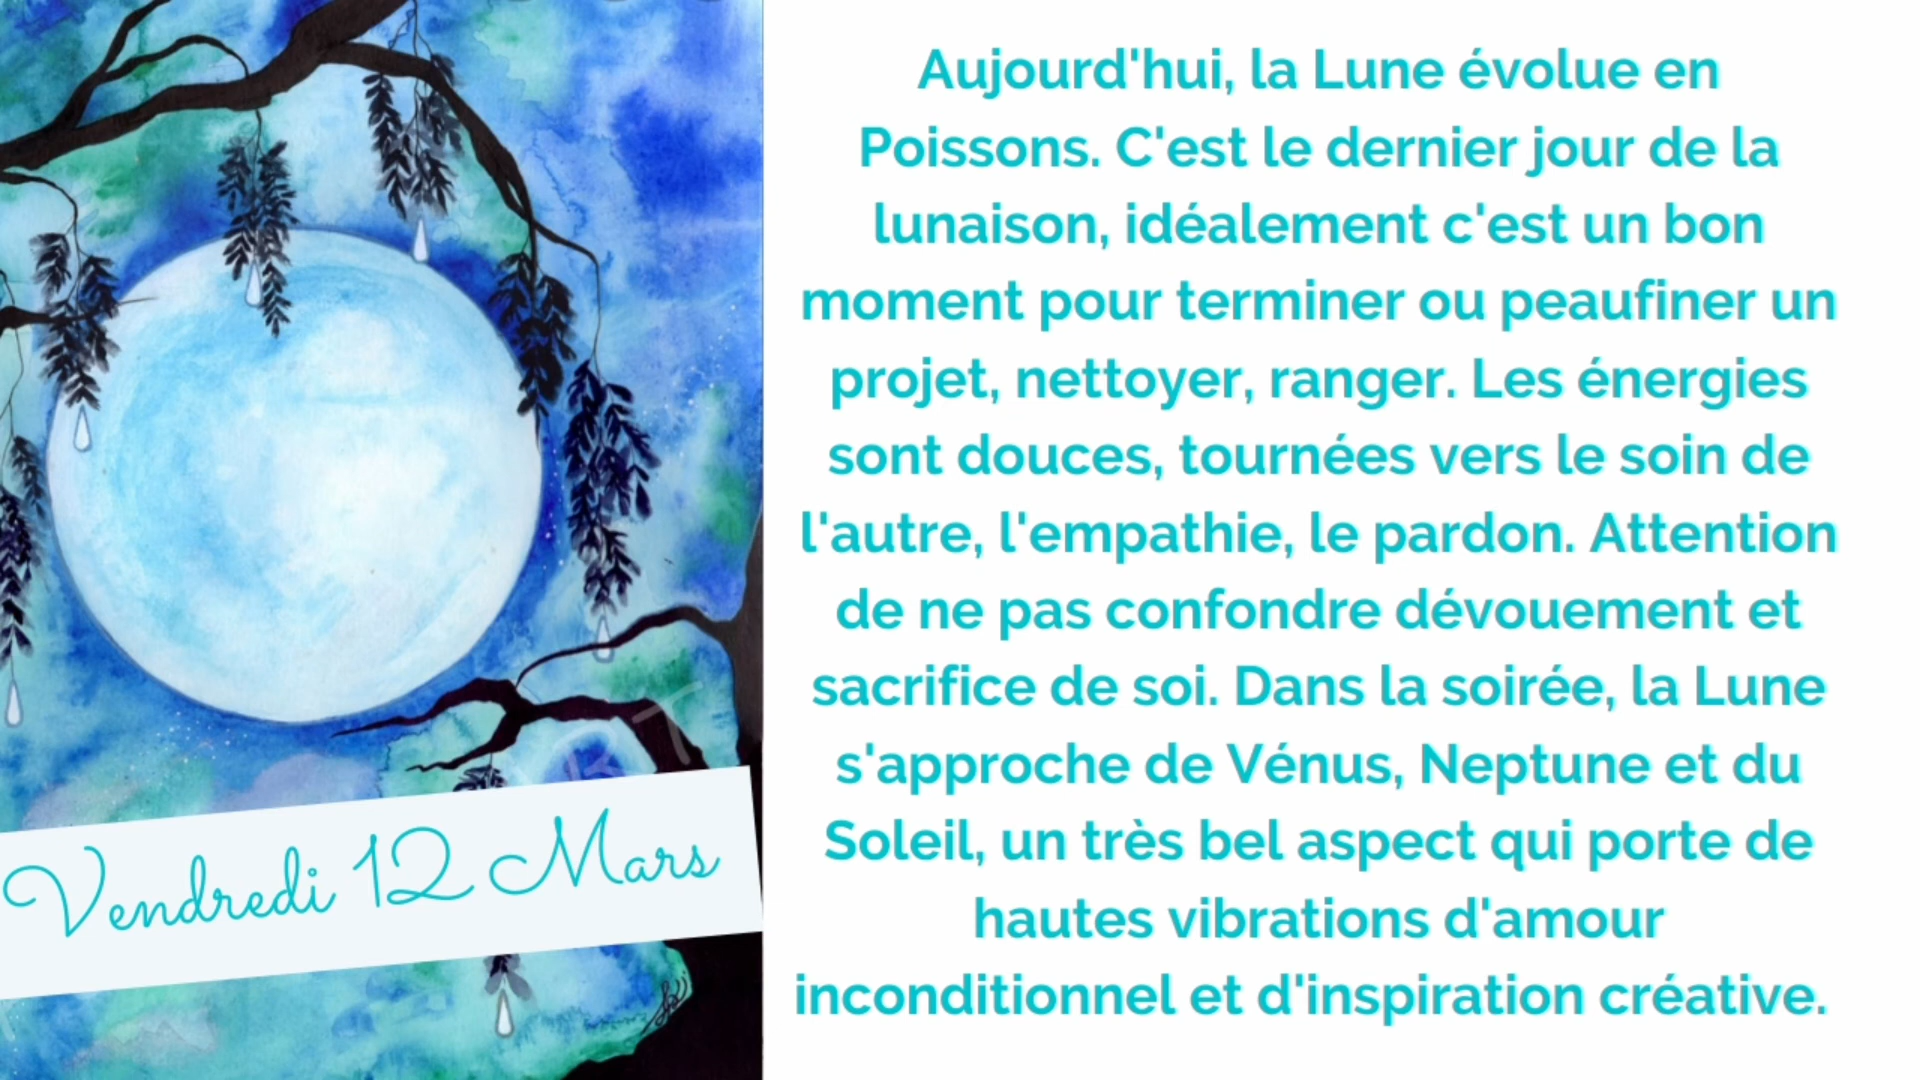 Vendredi 12 Mars
Aujourd'hui, la Lune évolue en
Poissons. C'est le dernier jour de la
lunaison, idéalement c'est un bon
moment pour terminer ou peaufiner un
projet, nettoyer, ranger. Les énergies
sont douces, tournées vers le soin de
l'autre, l'empathie, le pardon. Attention
de ne pas confondre dévouement et
sacrifice de soi. Dans la soirée, la Lune
s'approche de Vénus, Neptune et du
Soleil, un très bel aspect qui porte de
hautes vibrations d'amour
inconditionnel et d'inspiration créative.